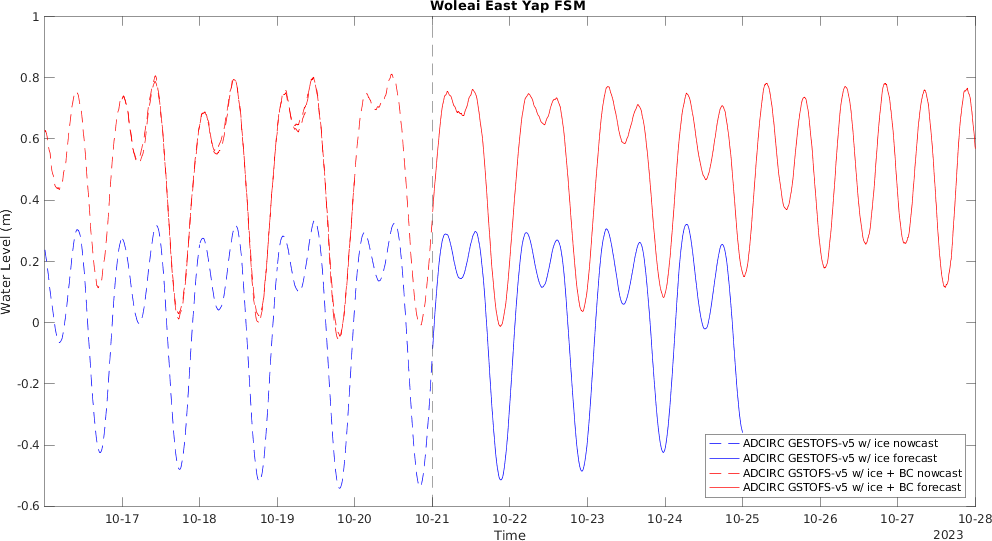 Woleai East Yap FSM
1
0.8
0.6
0.4
0.2
0
-0.2
-0.4
-0.6
Water Level (m)
ADCIRC GESTOFS-v5 w/ ice nowcast
ADCIRC GESTOFS-v5 w/ ice forecast
ADCIRC GSTOFS-v5 w/ ice + BC nowcast
ADCIRC GSTOFS-v5 w/ ice + BC forecast
10-17 10-18 10-19 10-20 10-21 10-22 10-23 10-24 10-25 10-26 10-27 10-28
Time
2023